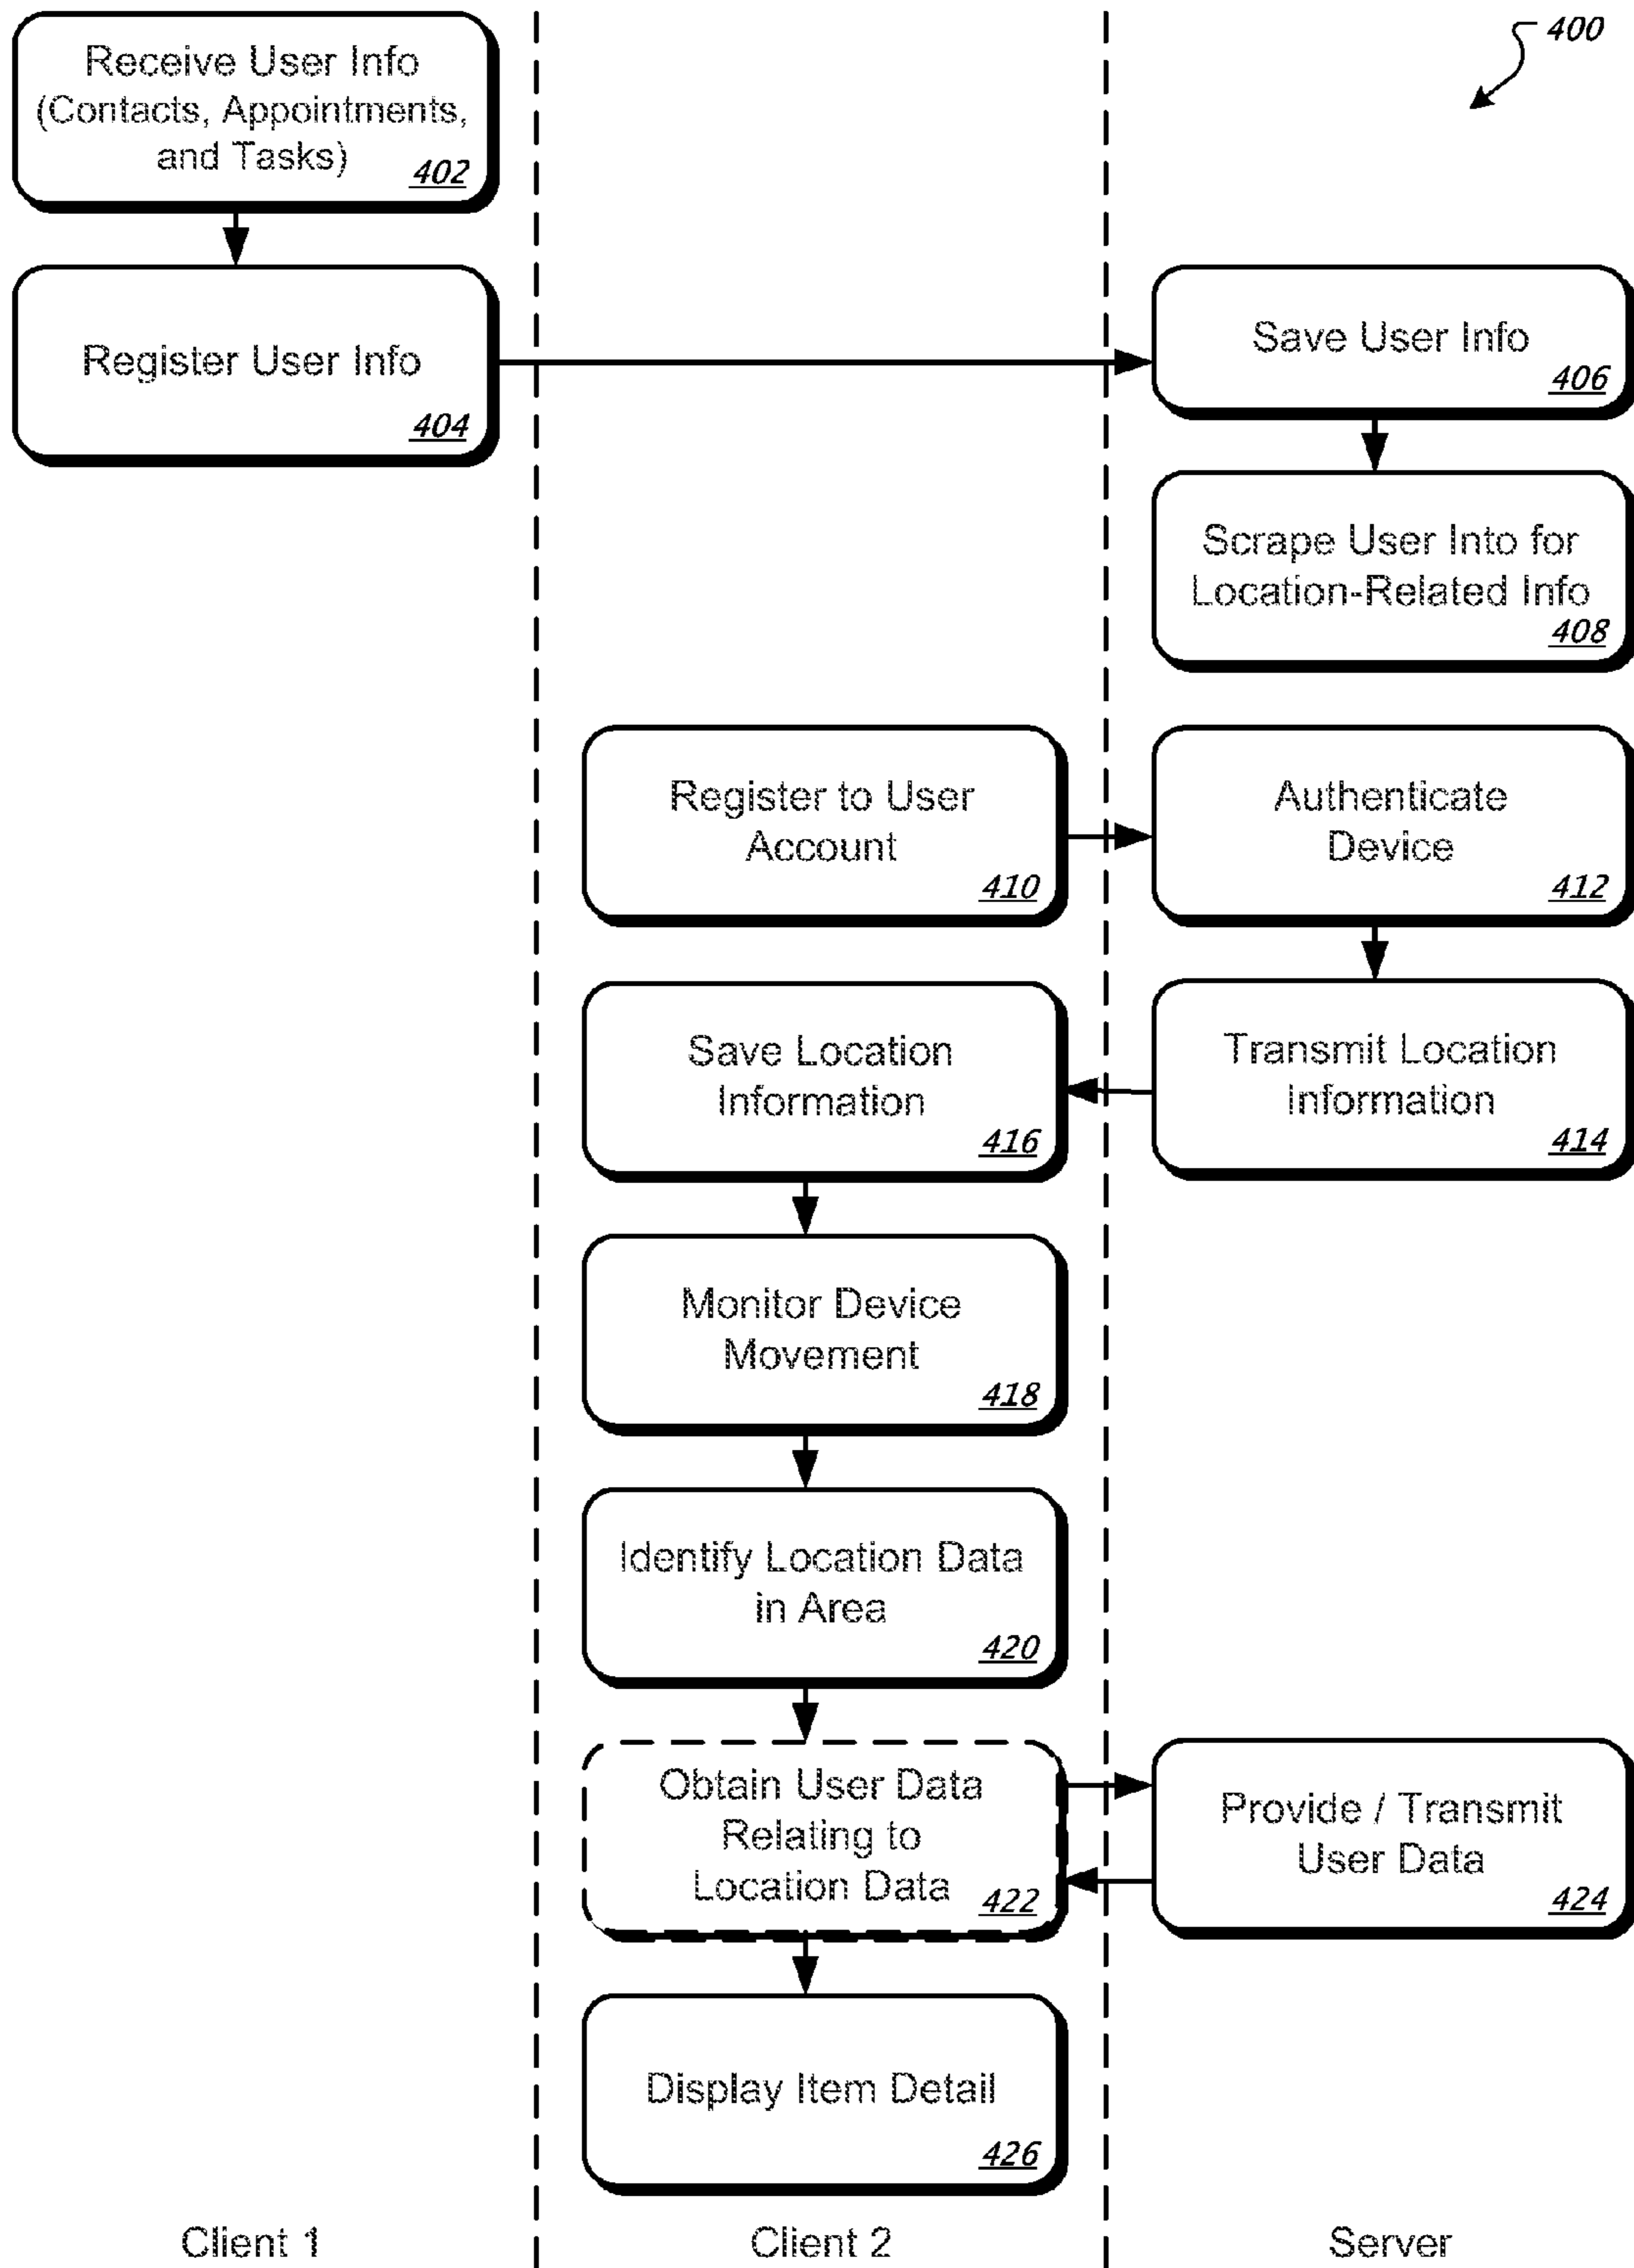 400
Receive User Info
(Contacts, Appointments,
and Tasks)
402
Register User Info
404
Save User Info
406
Scrape User Into for
Location-Related Info
408
Register to User
Account
410
Authenticate
Device
412
Transmit Location
Information
414
Save Location
Information
416
Monitor Device
Movement
418
Identify Location Data
in Area
420
Obtain User Data
Relating to
Location Data
422
Provide / Transmit
User Data
424
Display Item Detail
426
Client 1
Client 2
Server